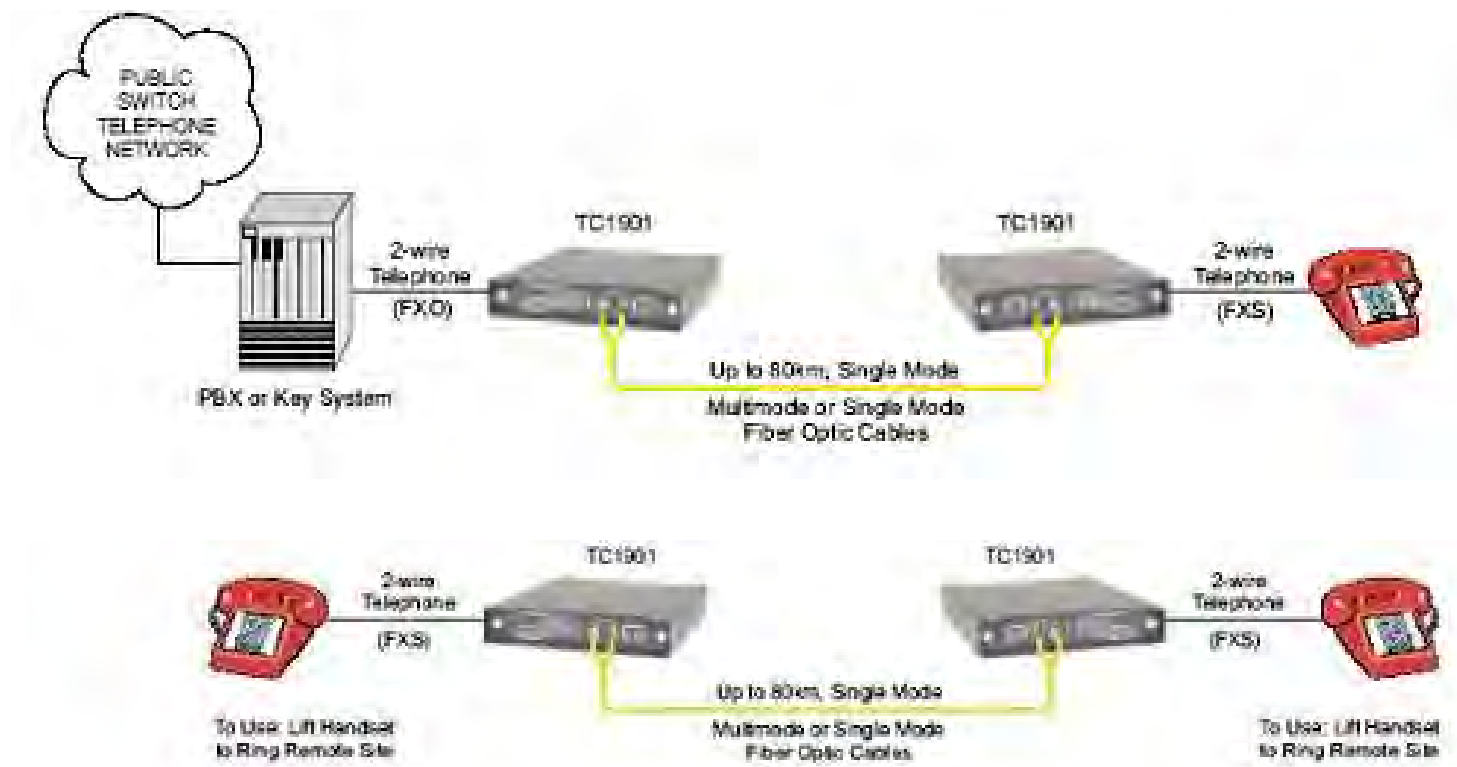 PUBLIC
SWITCH
TELEPHONE
NETWORK
TC1901
TC1901
2-wire
Telephone
(FXO)
2-wire
Telephone
(FXS)
PBX or Key System
Up to 80km, Single Mode
Multimode or Single Mode
Fiber Optic Cables
TC1901
TC1901
2-wire
Telephone
(FXS)
2-wire
Telephone
(FXS)
Up to 80km, Single Mode
Multimode or Single Mode
Fiber Optic Cables
To Use: Lift Handset
to Ring Remote Site
To Use: Lift Handset
to Ring Remote Site